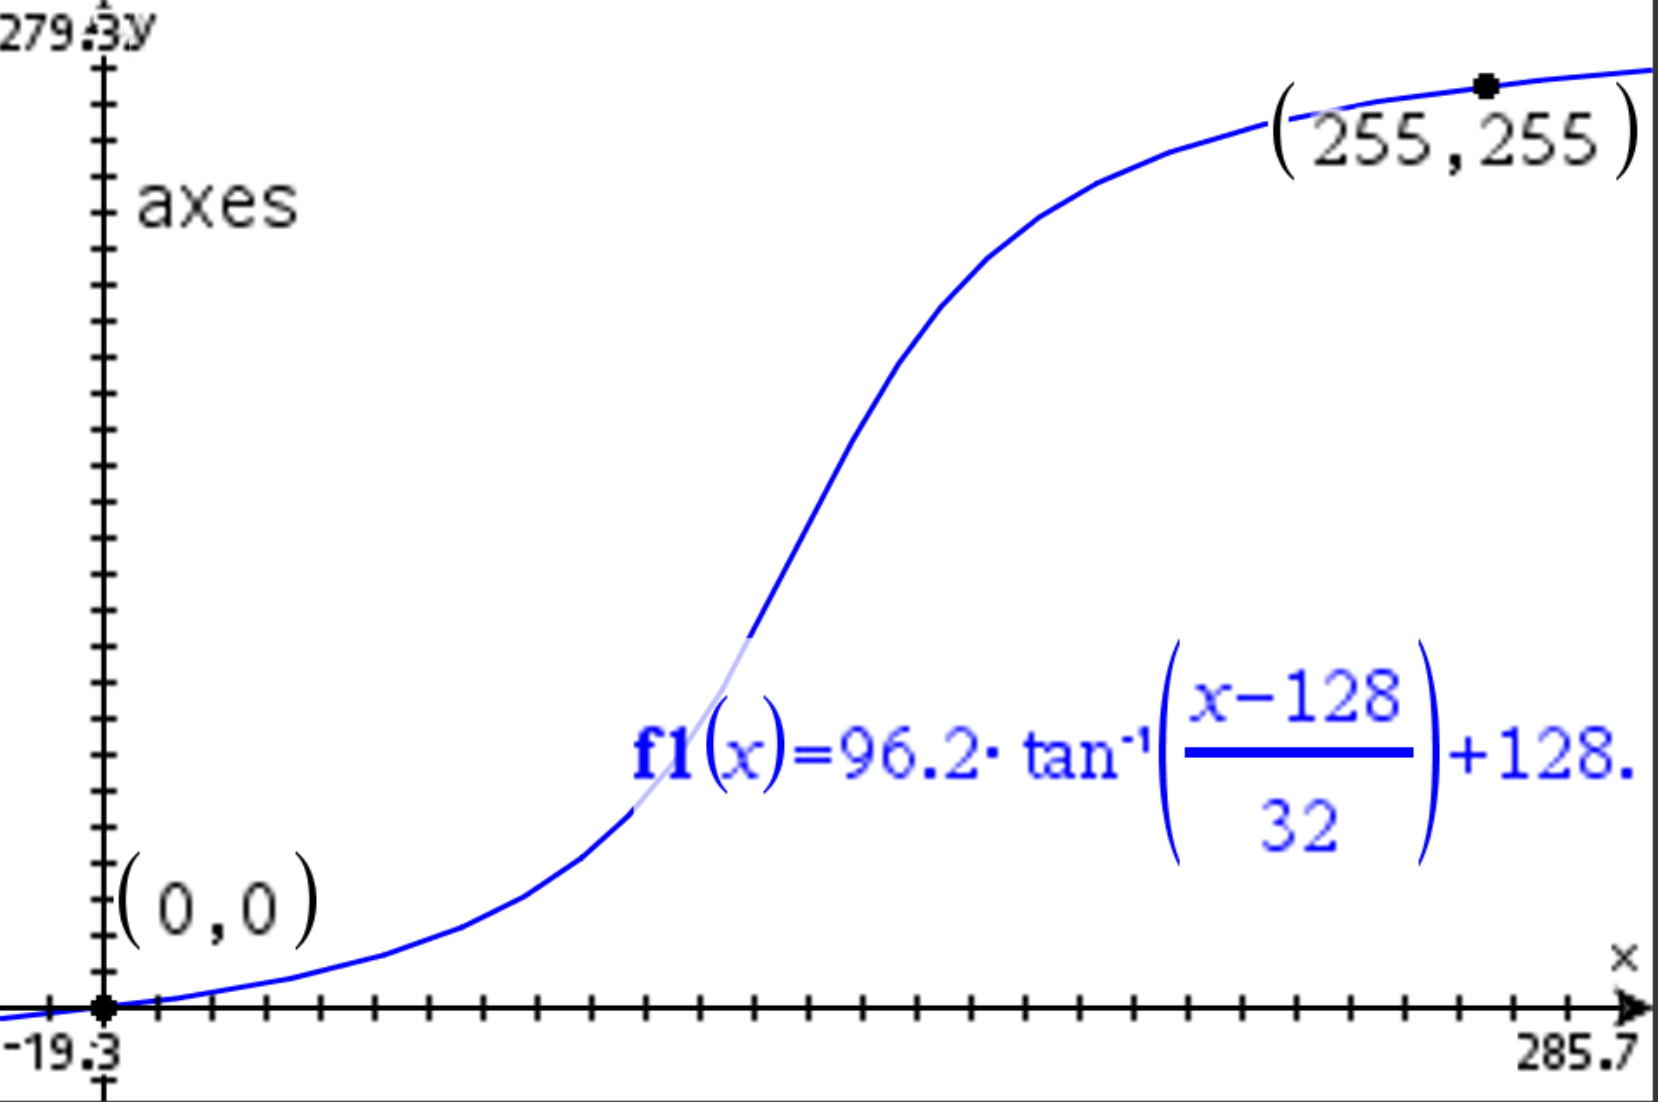 279.3 y
axes
(255,255)
f1(x)=96.2· tan⁻¹((x−128)/32)+128.
(0,0)
x
-19.3
285.7